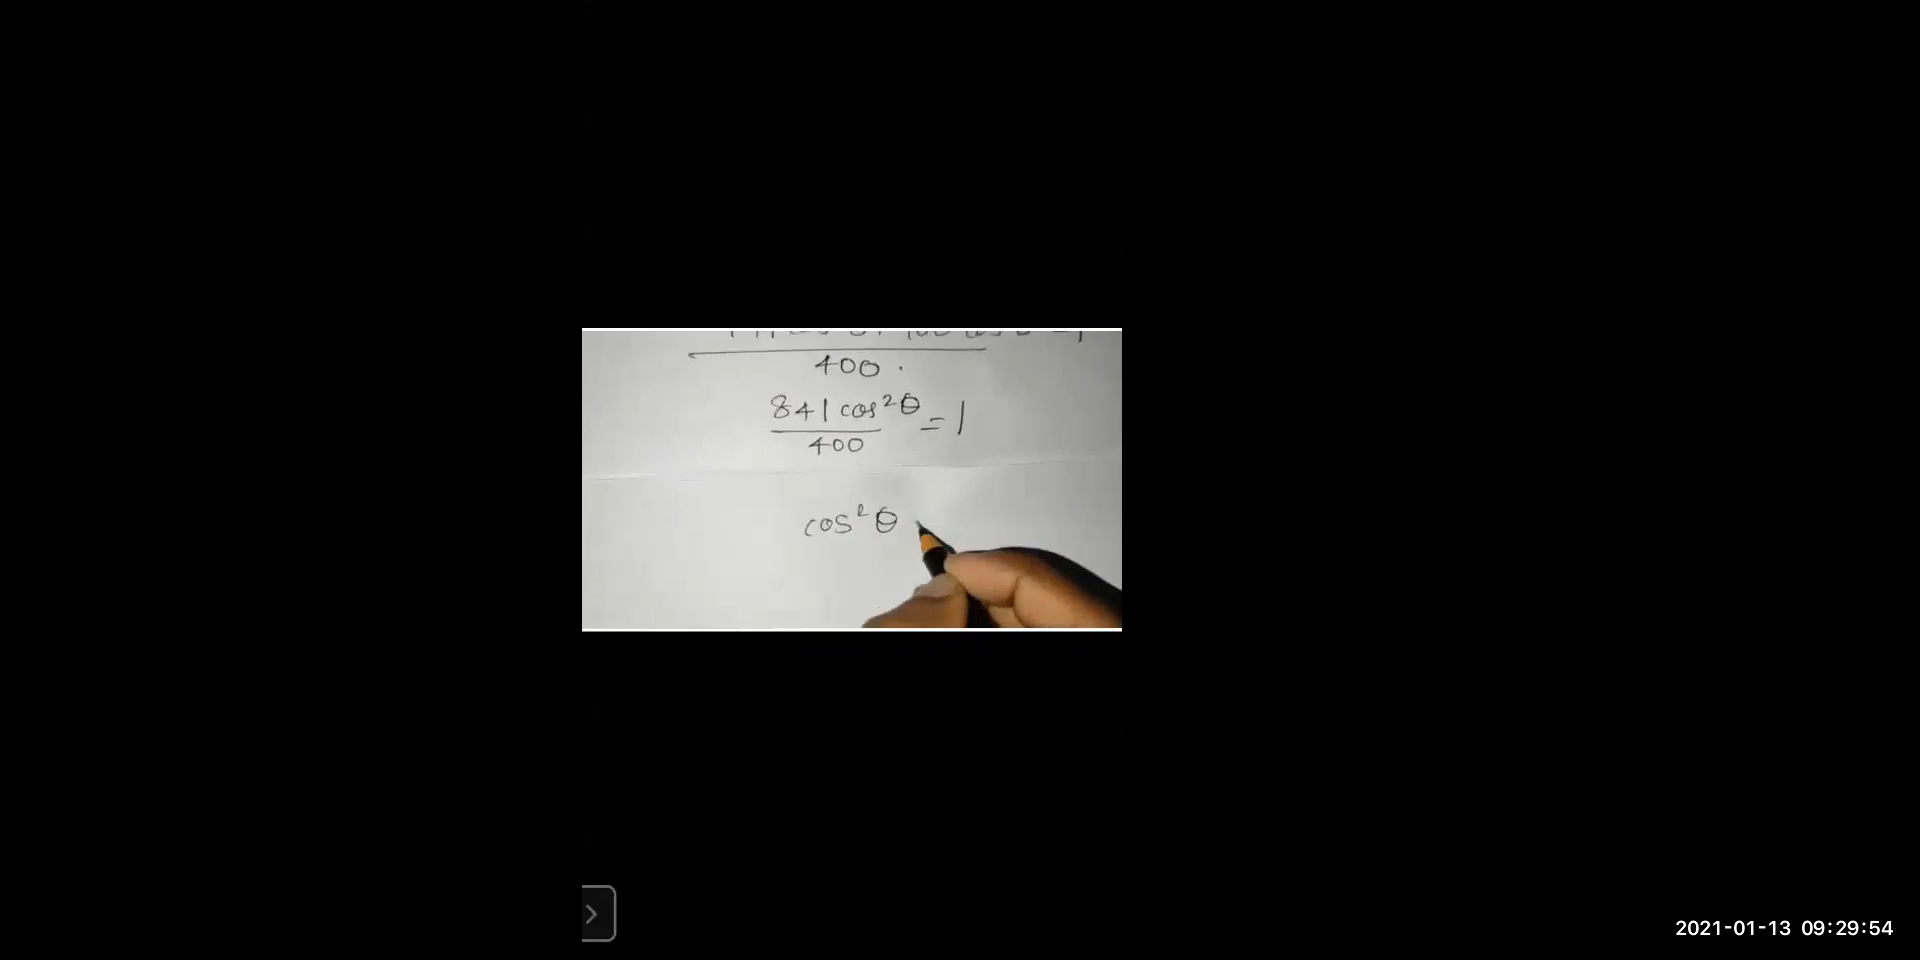 400 .
841 cos²θ
400
= 1
cos²θ
2021-01-13 09:29:54